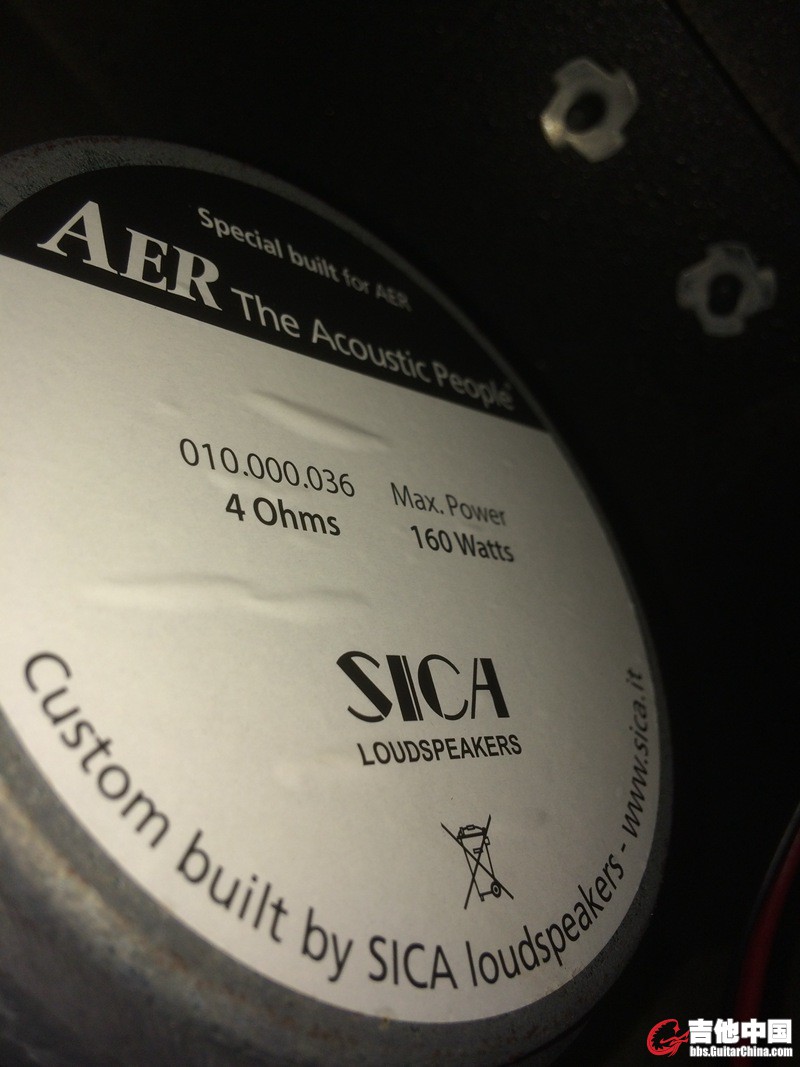 Special built for AER
AER The Acoustic People®
010.000.036
4 Ohms
Max. Power
160 Watts
SICA
LOUDSPEAKERS
Custom built by SICA loudspeakers - www.sica.it
吉他中国
bbs.GuitarChina.com